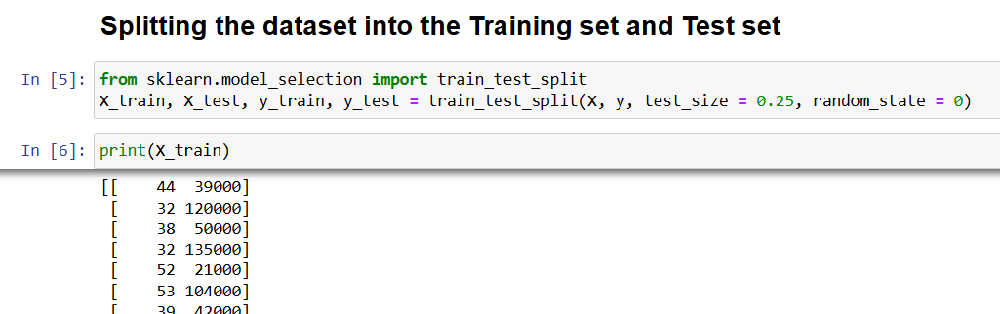 Splitting the dataset into the Training set and Test set
In [5]: from sklearn.model_selection import train_test_split
X_train, X_test, y_train, y_test = train_test_split(X, y, test_size = 0.25, random_state = 0)
In [6]: print(X_train)
[[ 44 39000]
[ 32 120000]
[ 38 50000]
[ 32 135000]
[ 52 21000]
[ 53 104000]
[ 39 42000]